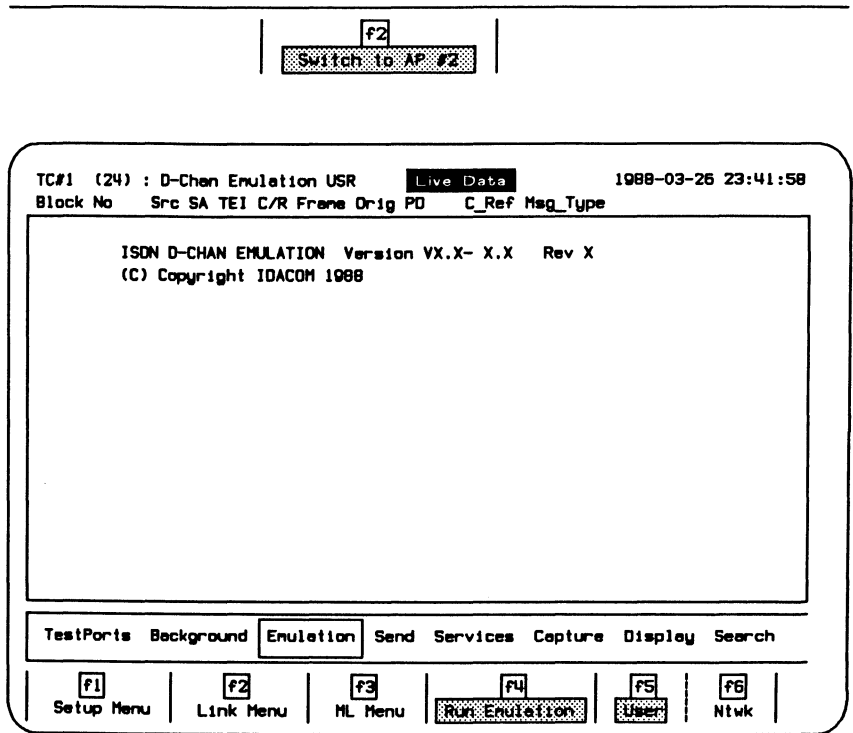 f2
Switch to AP #2
TC#1 (24) : D-Chan Emulation USR Live Data 1988-03-26 23:41:58
Block No Src SA TEI C/R Frame Orig PD C_Ref Msg_Type
ISDN D-CHAN EMULATION Version VX.X- X.X Rev X
(C) Copyright IDACOM 1988
TestPorts Background Emulation Send Services Capture Display Search
f1 f2 f3 f4 f5 f6
Setup Menu Link Menu ML Menu Run Emulation User Ntwk